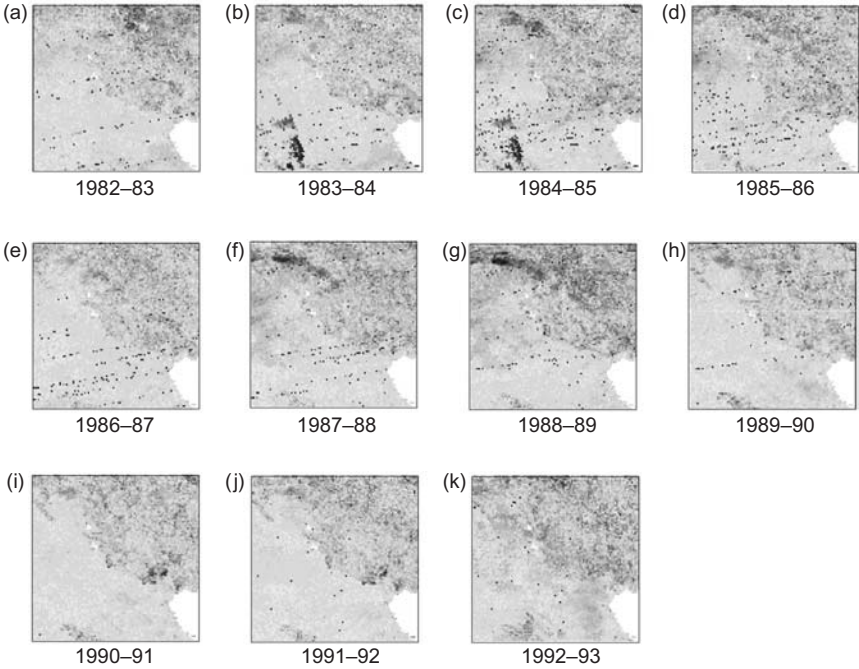 (a) (b) (c) (d)
1982–83 1983–84 1984–85 1985–86
(e) (f) (g) (h)
1986–87 1987–88 1988–89 1989–90
(i) (j) (k)
1990–91 1991–92 1992–93